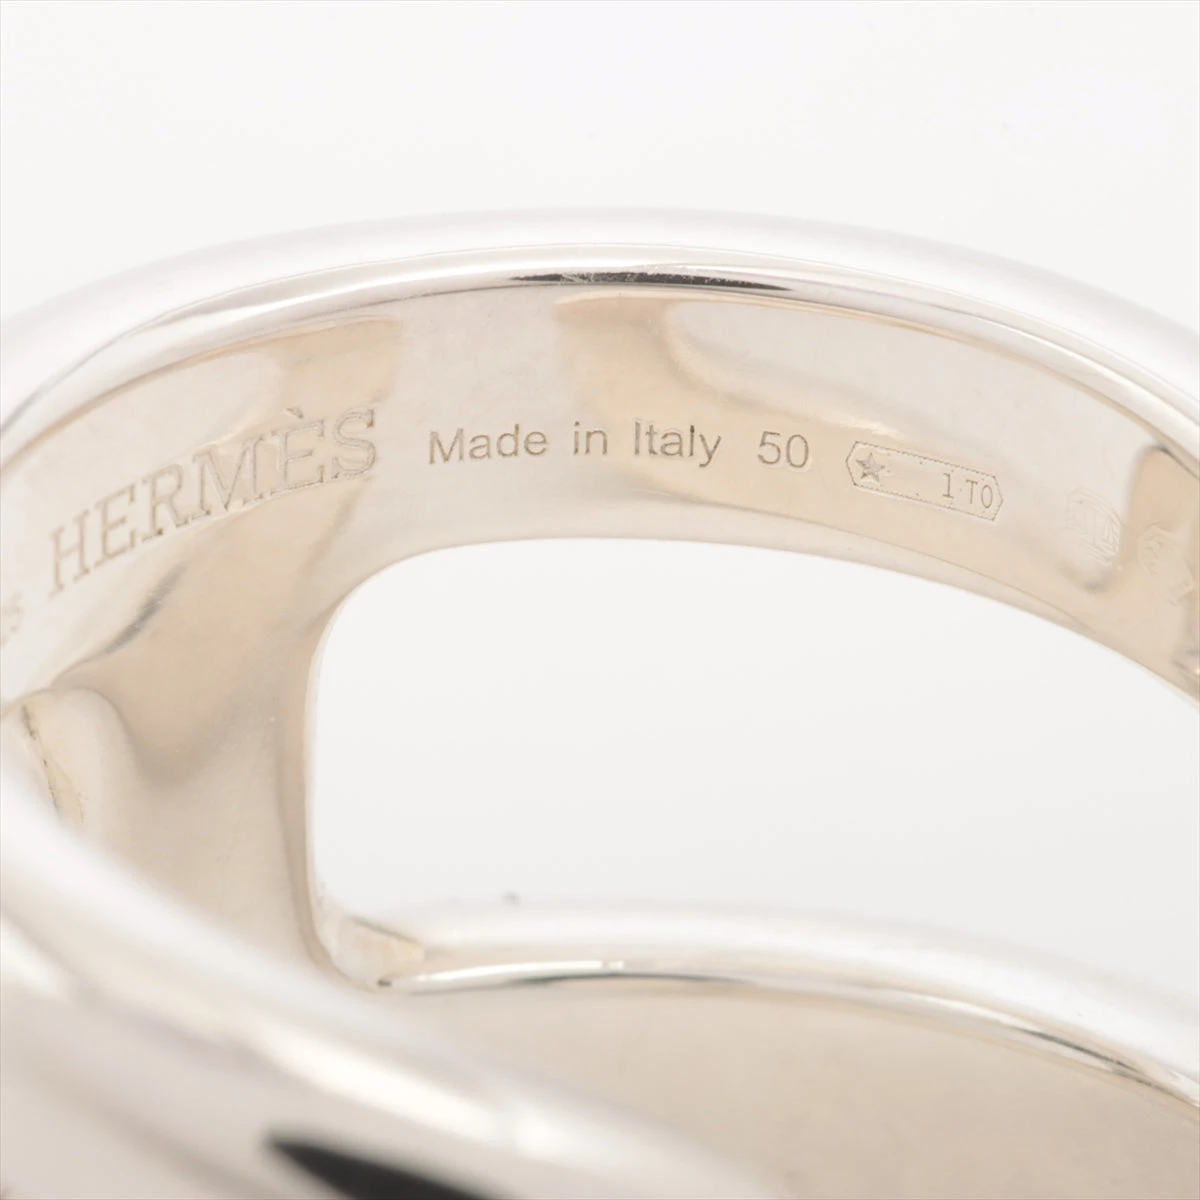 HERMÈS Made in Italy 50 ★ 1 TO